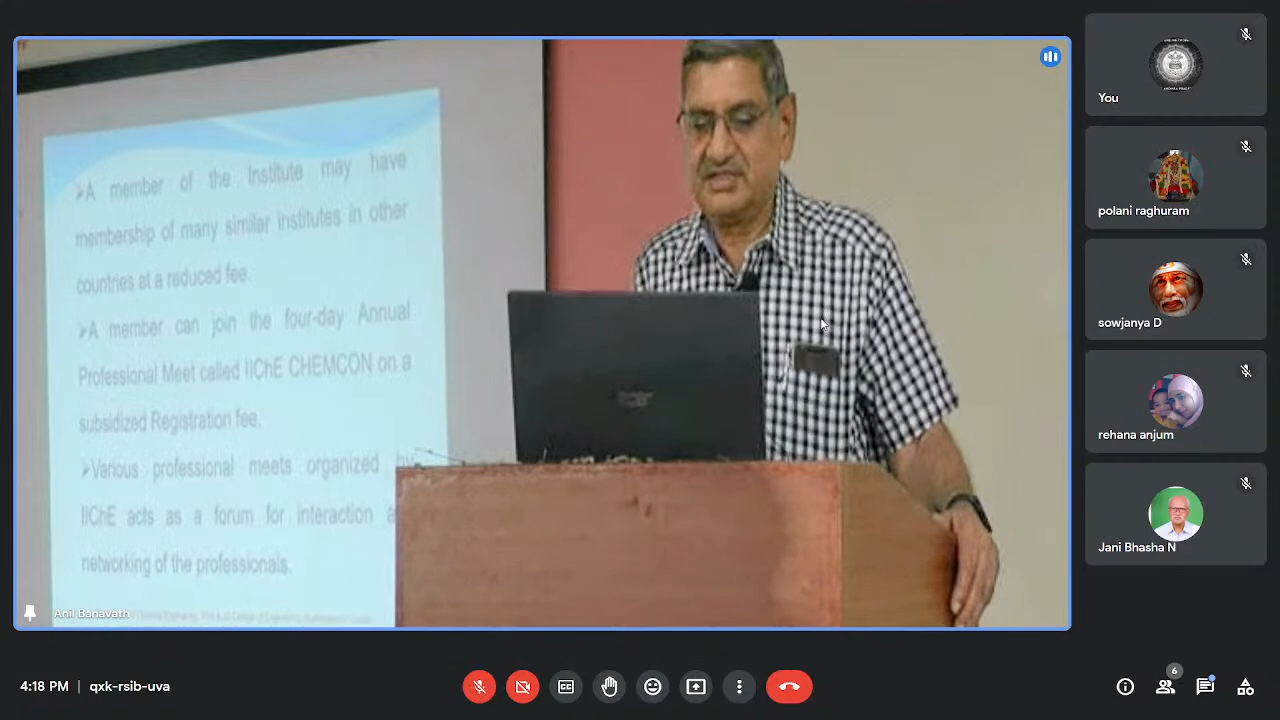 ➢A member of the Institute may have
membership of many similar institutes in other
countries at a reduced fee.
➢A member can join the four-day Annual
Professional Meet called IIChE CHEMCON on a
subsidized Registration fee.
➢Various professional meets organized by
IIChE acts as a forum for interaction
networking of the professionals.
acer
Anil Banavath
You
polani raghuram
sowjanya D
rehana anjum
Jani Bhasha N
4:18 PM | qxk-rsib-uva
6